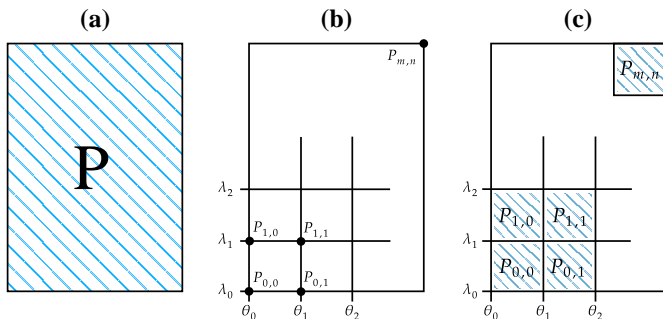 (a) (b) (c)
P
P_{m,n}
P_{m,n}
λ_2
P_{1,0} P_{1,1}
λ_1
P_{0,0} P_{0,1}
λ_0
θ_0 θ_1 θ_2
λ_2
P_{1,0} P_{1,1}
λ_1
P_{0,0} P_{0,1}
λ_0
θ_0 θ_1 θ_2